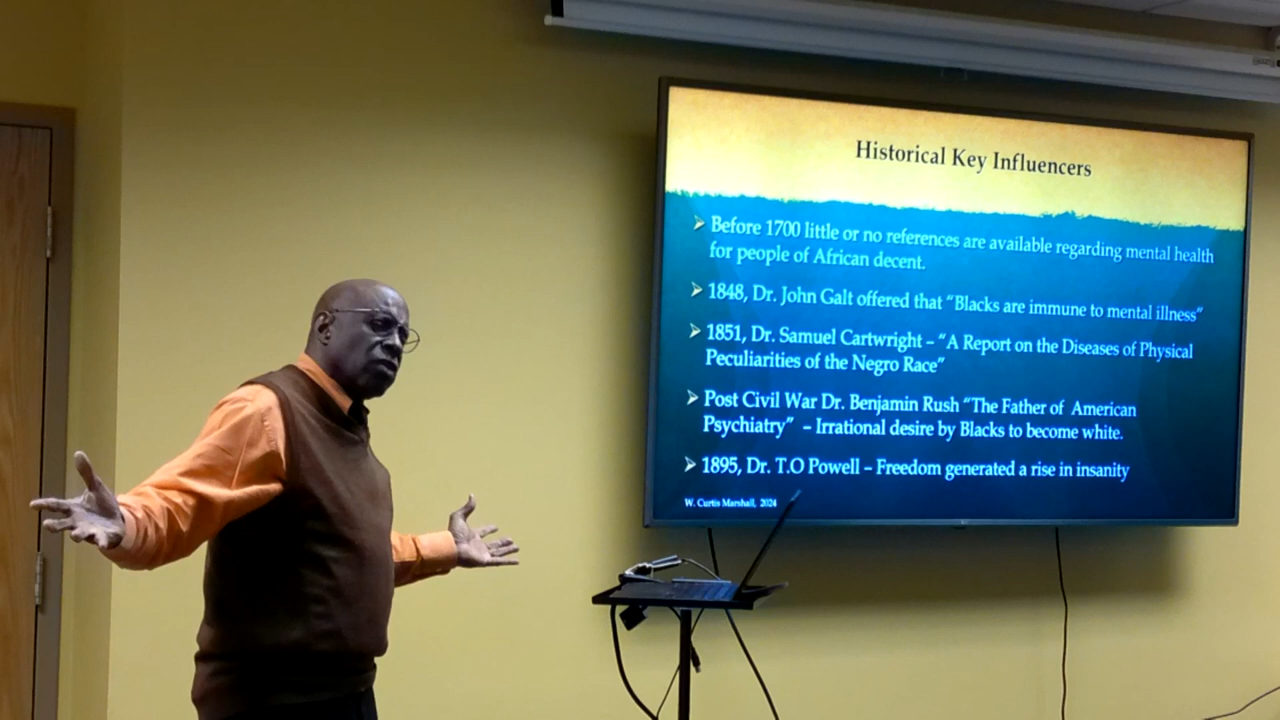 Historical Key Influencers
Before 1700 little or no references are available regarding mental health
for people of African decent.
1848, Dr. John Galt offered that “Blacks are immune to mental illness”
1851, Dr. Samuel Cartwright – “A Report on the Diseases of Physical
Peculiarities of the Negro Race”
Post Civil War Dr. Benjamin Rush “The Father of American
Psychiatry” – Irrational desire by Blacks to become white.
1895, Dr. T.O Powell – Freedom generated a rise in insanity
W. Curtis Marshall, 2024